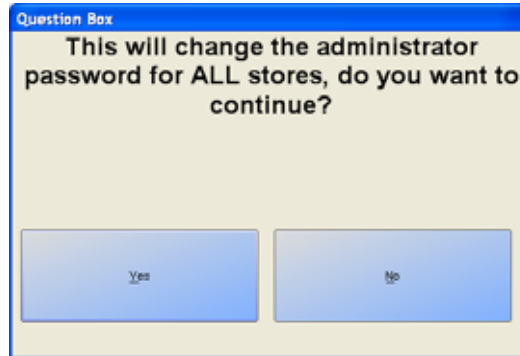 Question Box
This will change the administrator
password for ALL stores, do you want to
continue?
Yes
No